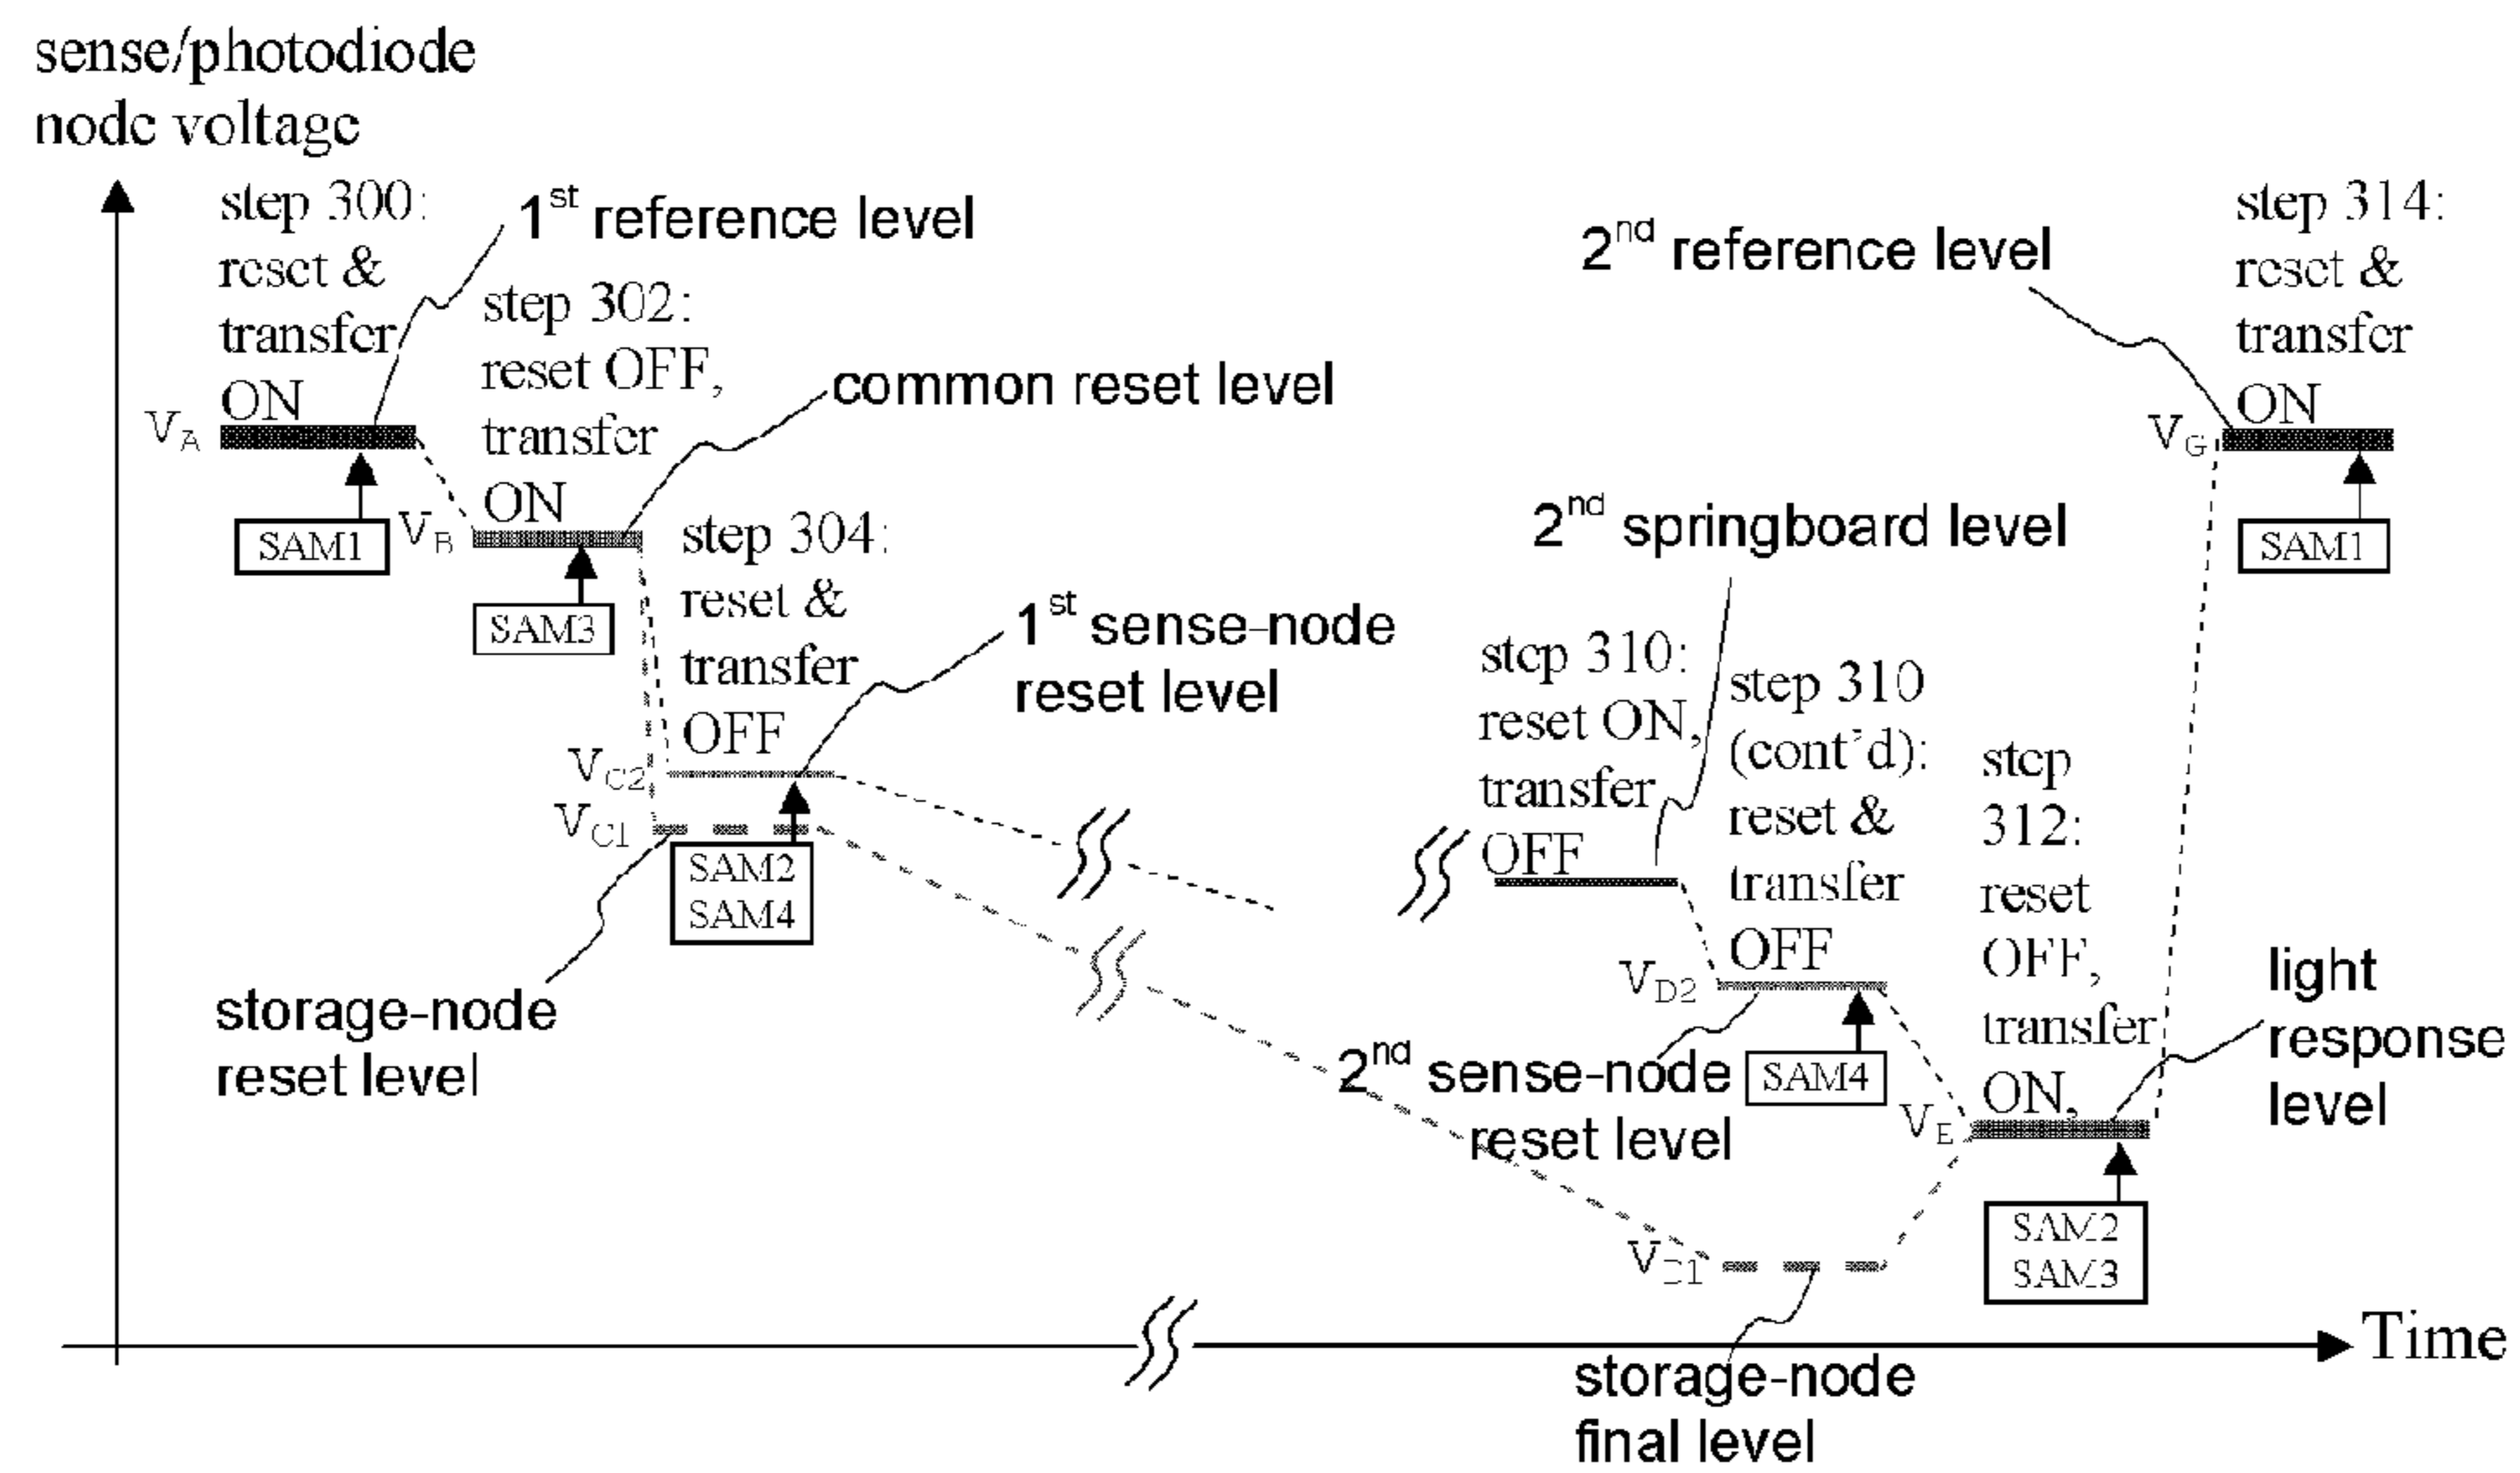 sense/photodiode
node voltage
step 300:
reset &
transfer
ON
1st reference level
step 302:
reset OFF,
transfer
ON
common reset level
VA
SAM1
VB
SAM3
step 304:
reset &
transfer
OFF
1st sense-node
reset level
VC2
VC1
SAM2
SAM4
storage-node
reset level
2nd reference level
step 314:
reset &
transfer
ON
VG
SAM1
2nd springboard level
step 310:
reset ON,
transfer
OFF
step 310
(cont'd):
reset &
transfer
OFF
VD2
2nd sense-node
reset level
SAM4
step
312:
reset
OFF,
transfer
ON,
light
response
level
VE
SAM2
SAM3
VD1
storage-node
final level
Time